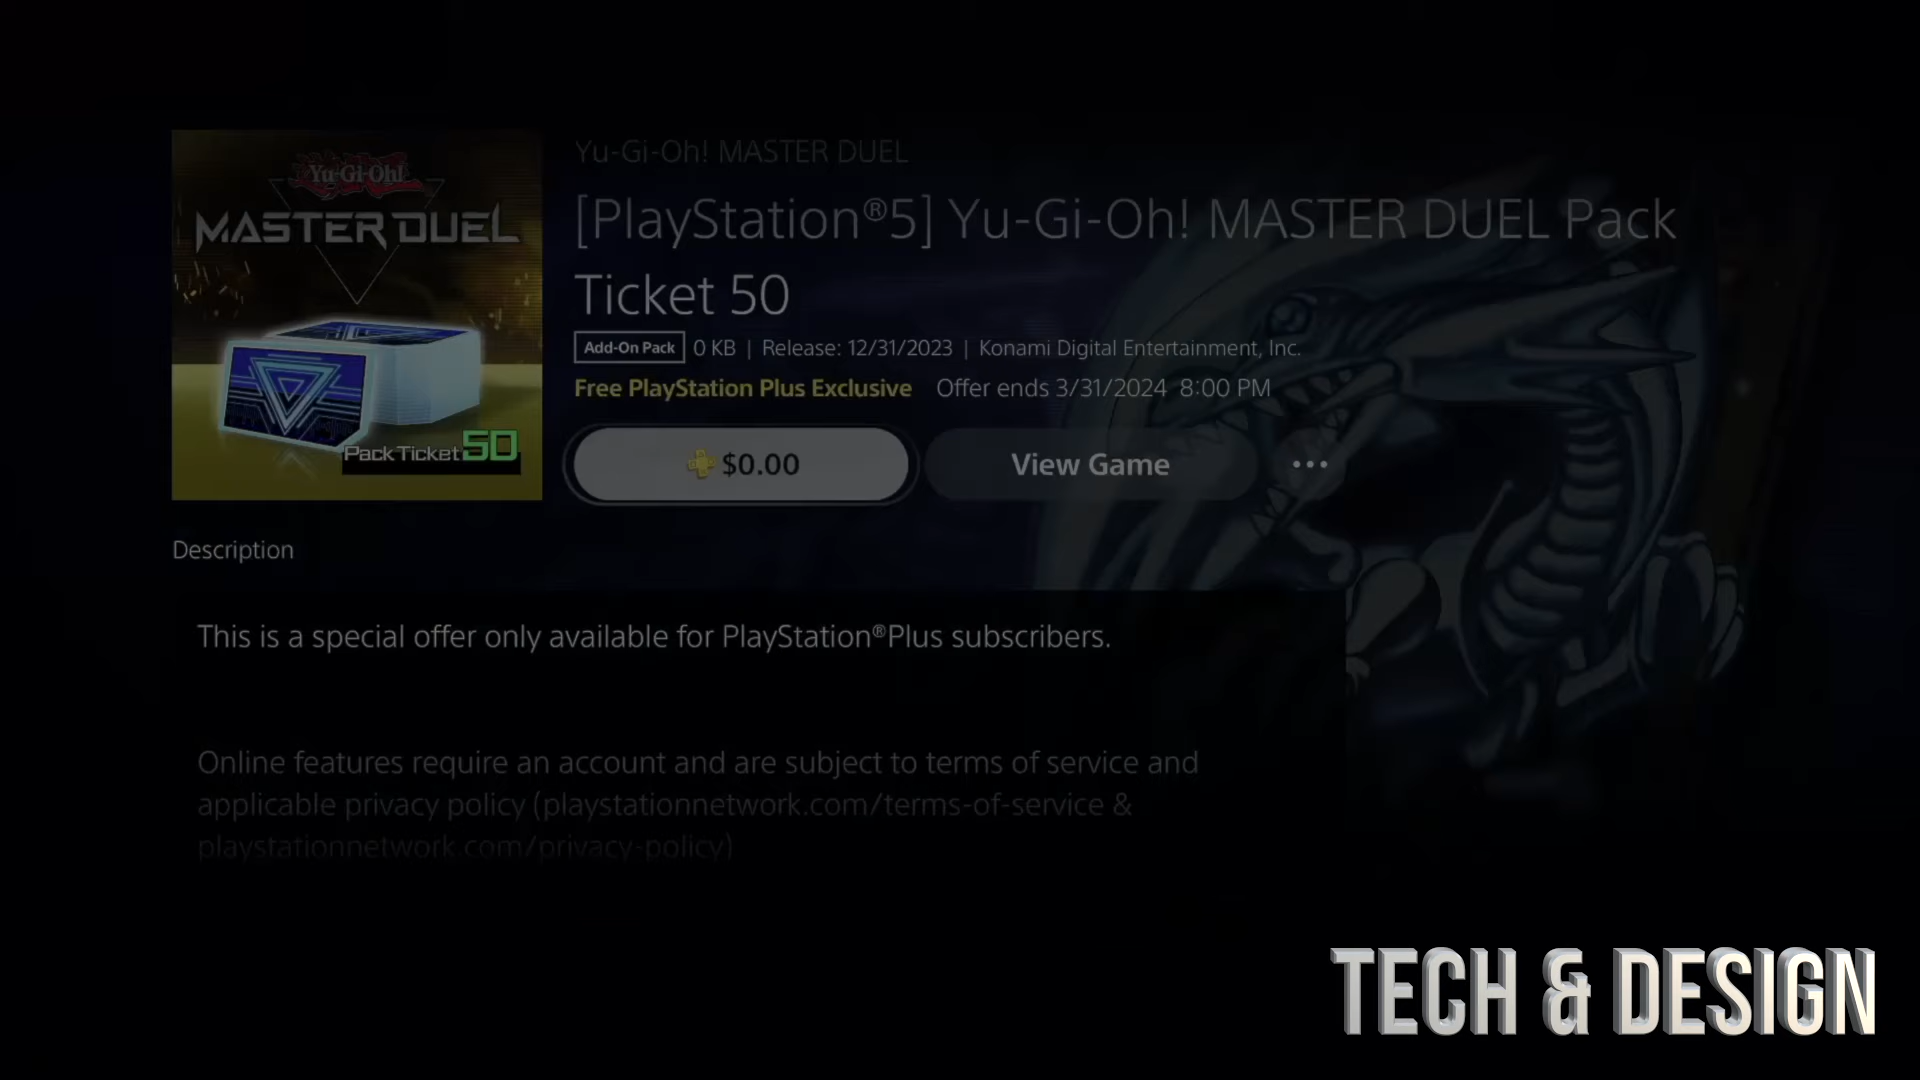 Yu-Gi-Oh!
MASTER DUEL
Pack Ticket 50
Yu-Gi-Oh! MASTER DUEL
[PlayStation®5] Yu-Gi-Oh! MASTER DUEL Pack
Ticket 50
Add-On Pack 0 KB | Release: 12/31/2023 | Konami Digital Entertainment, Inc.
Free PlayStation Plus Exclusive Offer ends 3/31/2024 8:00 PM
$0.00
View Game
...
Description
This is a special offer only available for PlayStation®Plus subscribers.
Online features require an account and are subject to terms of service and
applicable privacy policy (playstationnetwork.com/terms-of-service &
playstationnetwork.com/privacy-policy)
TECH & DESIGN